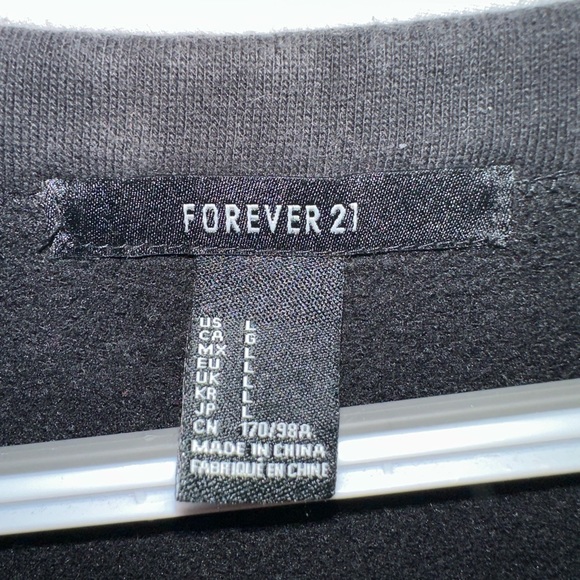 FOREVER 21
US L
CA G
MX L
EU L
UK L
KR L
JP L
CN 170/98A
MADE IN CHINA
FABRIQUÉ EN CHINE